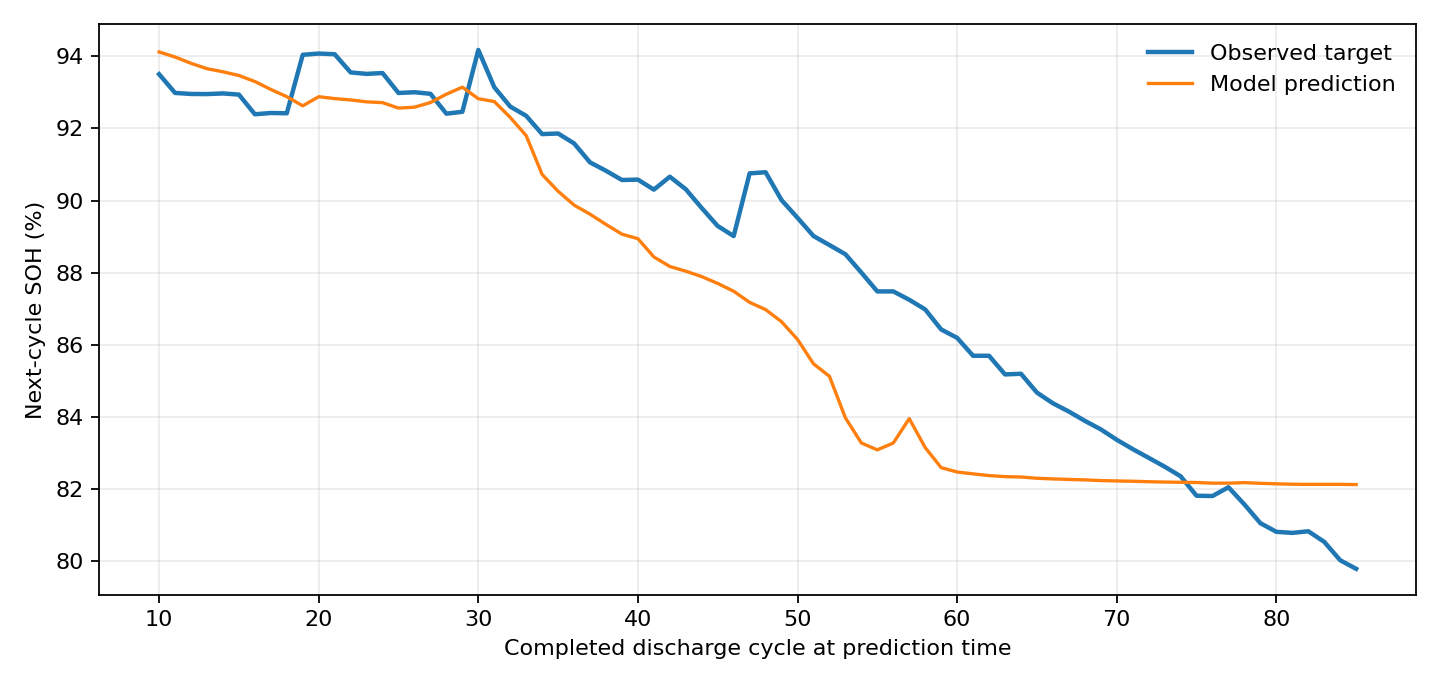 Observed target
Model prediction
Next-cycle SOH (%)
94
92
90
88
86
84
82
80
10 20 30 40 50 60 70 80
Completed discharge cycle at prediction time